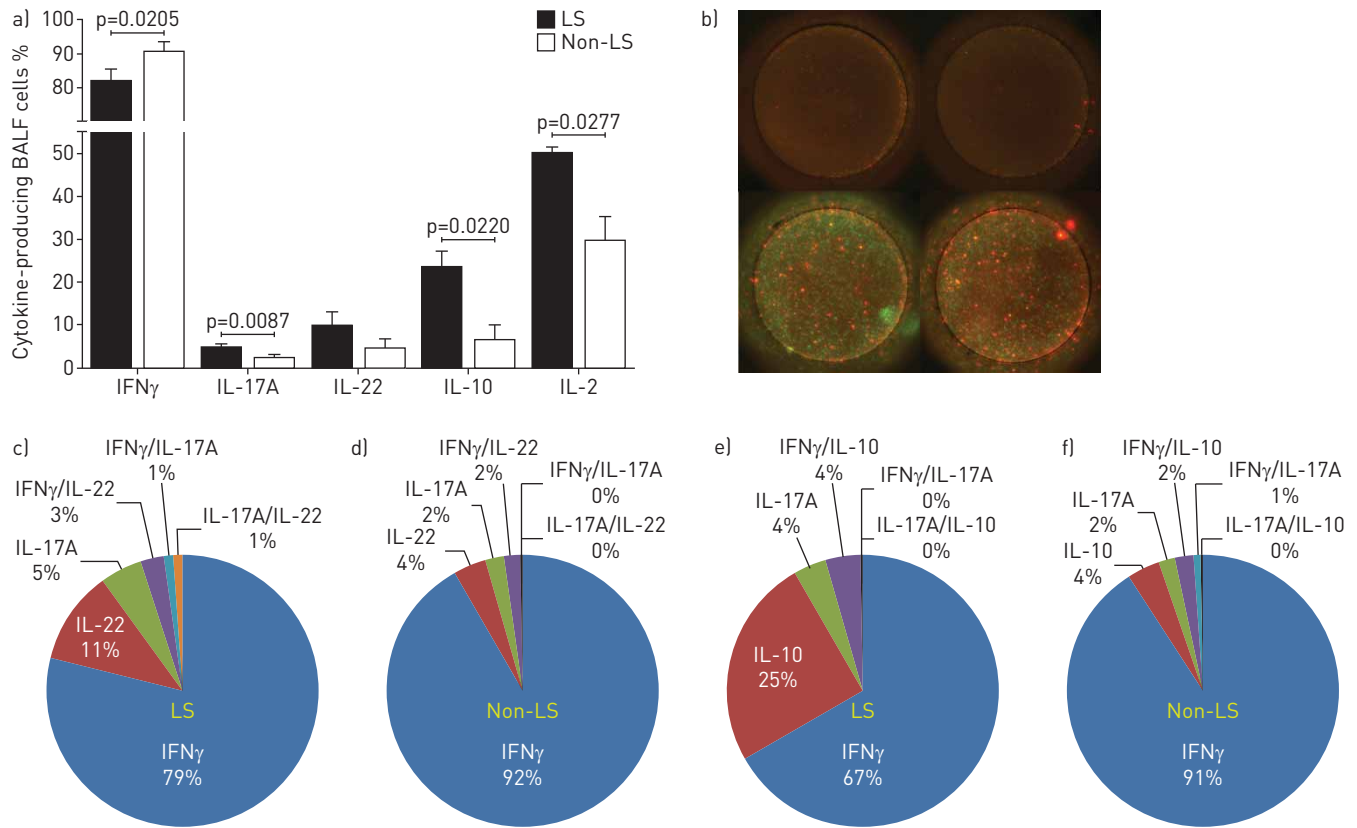 a)
Cytokine-producing BALF cells %
100
90
80
50
40
30
20
10
0
p=0.0205
p=0.0087
p=0.0220
p=0.0277
LS
Non-LS
IFNγ
IL-17A
IL-22
IL-10
IL-2
b)
c)
IFNγ/IL-17A
1%
IFNγ/IL-22
3%
IL-17A/IL-22
1%
IL-17A
5%
IL-22
11%
LS
IFNγ
79%
d)
IFNγ/IL-22
2%
IFNγ/IL-17A
0%
IL-17A
2%
IL-17A/IL-22
0%
IL-22
4%
Non-LS
IFNγ
92%
e)
IFNγ/IL-10
4%
IFNγ/IL-17A
0%
IL-17A
4%
IL-17A/IL-10
0%
IL-10
25%
LS
IFNγ
67%
f)
IFNγ/IL-10
2%
IFNγ/IL-17A
1%
IL-17A
2%
IL-17A/IL-10
0%
IL-10
4%
Non-LS
IFNγ
91%